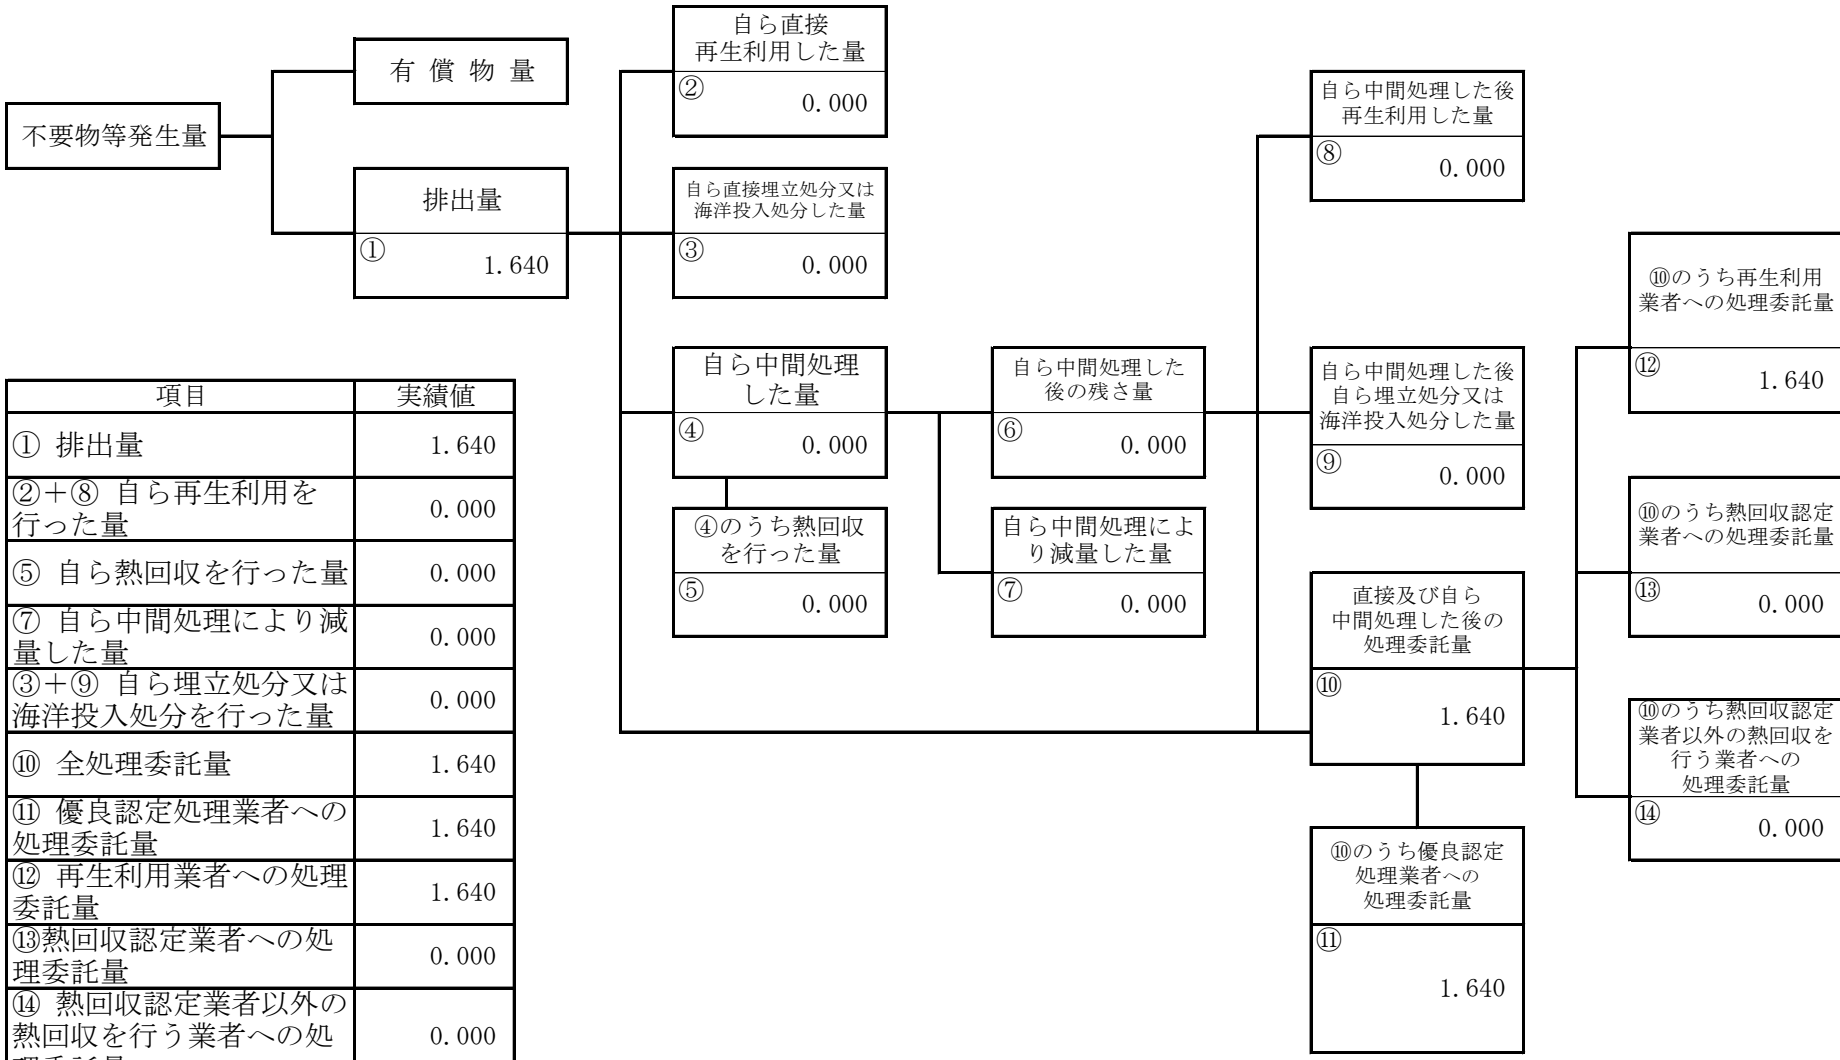 自ら直接
再生利用した量
② 0.000
有償物量
不要物等発生量
排出量
① 1.640
自ら直接埋立処分又は
海洋投入処分した量
③ 0.000
自ら中間処理した後
再生利用した量
⑧ 0.000
⑩のうち再生利用
業者への処理委託量
⑫ 1.640
自ら中間処理
した量
④ 0.000
自ら中間処理した
後の残さ量
⑥ 0.000
自ら中間処理した後
自ら埋立処分又は
海洋投入処分した量
⑨ 0.000
④のうち熱回収
を行った量
⑤ 0.000
自ら中間処理によ
り減量した量
⑦ 0.000
⑩のうち熱回収認定
業者への処理委託量
⑬ 0.000
直接及び自ら
中間処理した後の
処理委託量
⑩ 1.640
⑩のうち熱回収認定
業者以外の熱回収を
行う業者への
処理委託量
⑭ 0.000
⑩のうち優良認定
処理業者への
処理委託量
⑪ 1.640
項目 実績値
① 排出量 1.640
②+⑧ 自ら再生利用を
行った量 0.000
⑤ 自ら熱回収を行った量 0.000
⑦ 自ら中間処理により減
量した量 0.000
③+⑨ 自ら埋立処分又は
海洋投入処分を行った量 0.000
⑩ 全処理委託量 1.640
⑪ 優良認定処理業者への
処理委託量 1.640
⑫ 再生利用業者への処理
委託量 1.640
⑬熱回収認定業者への処
理委託量 0.000
⑭ 熱回収認定業者以外の
熱回収を行う業者への処 0.000